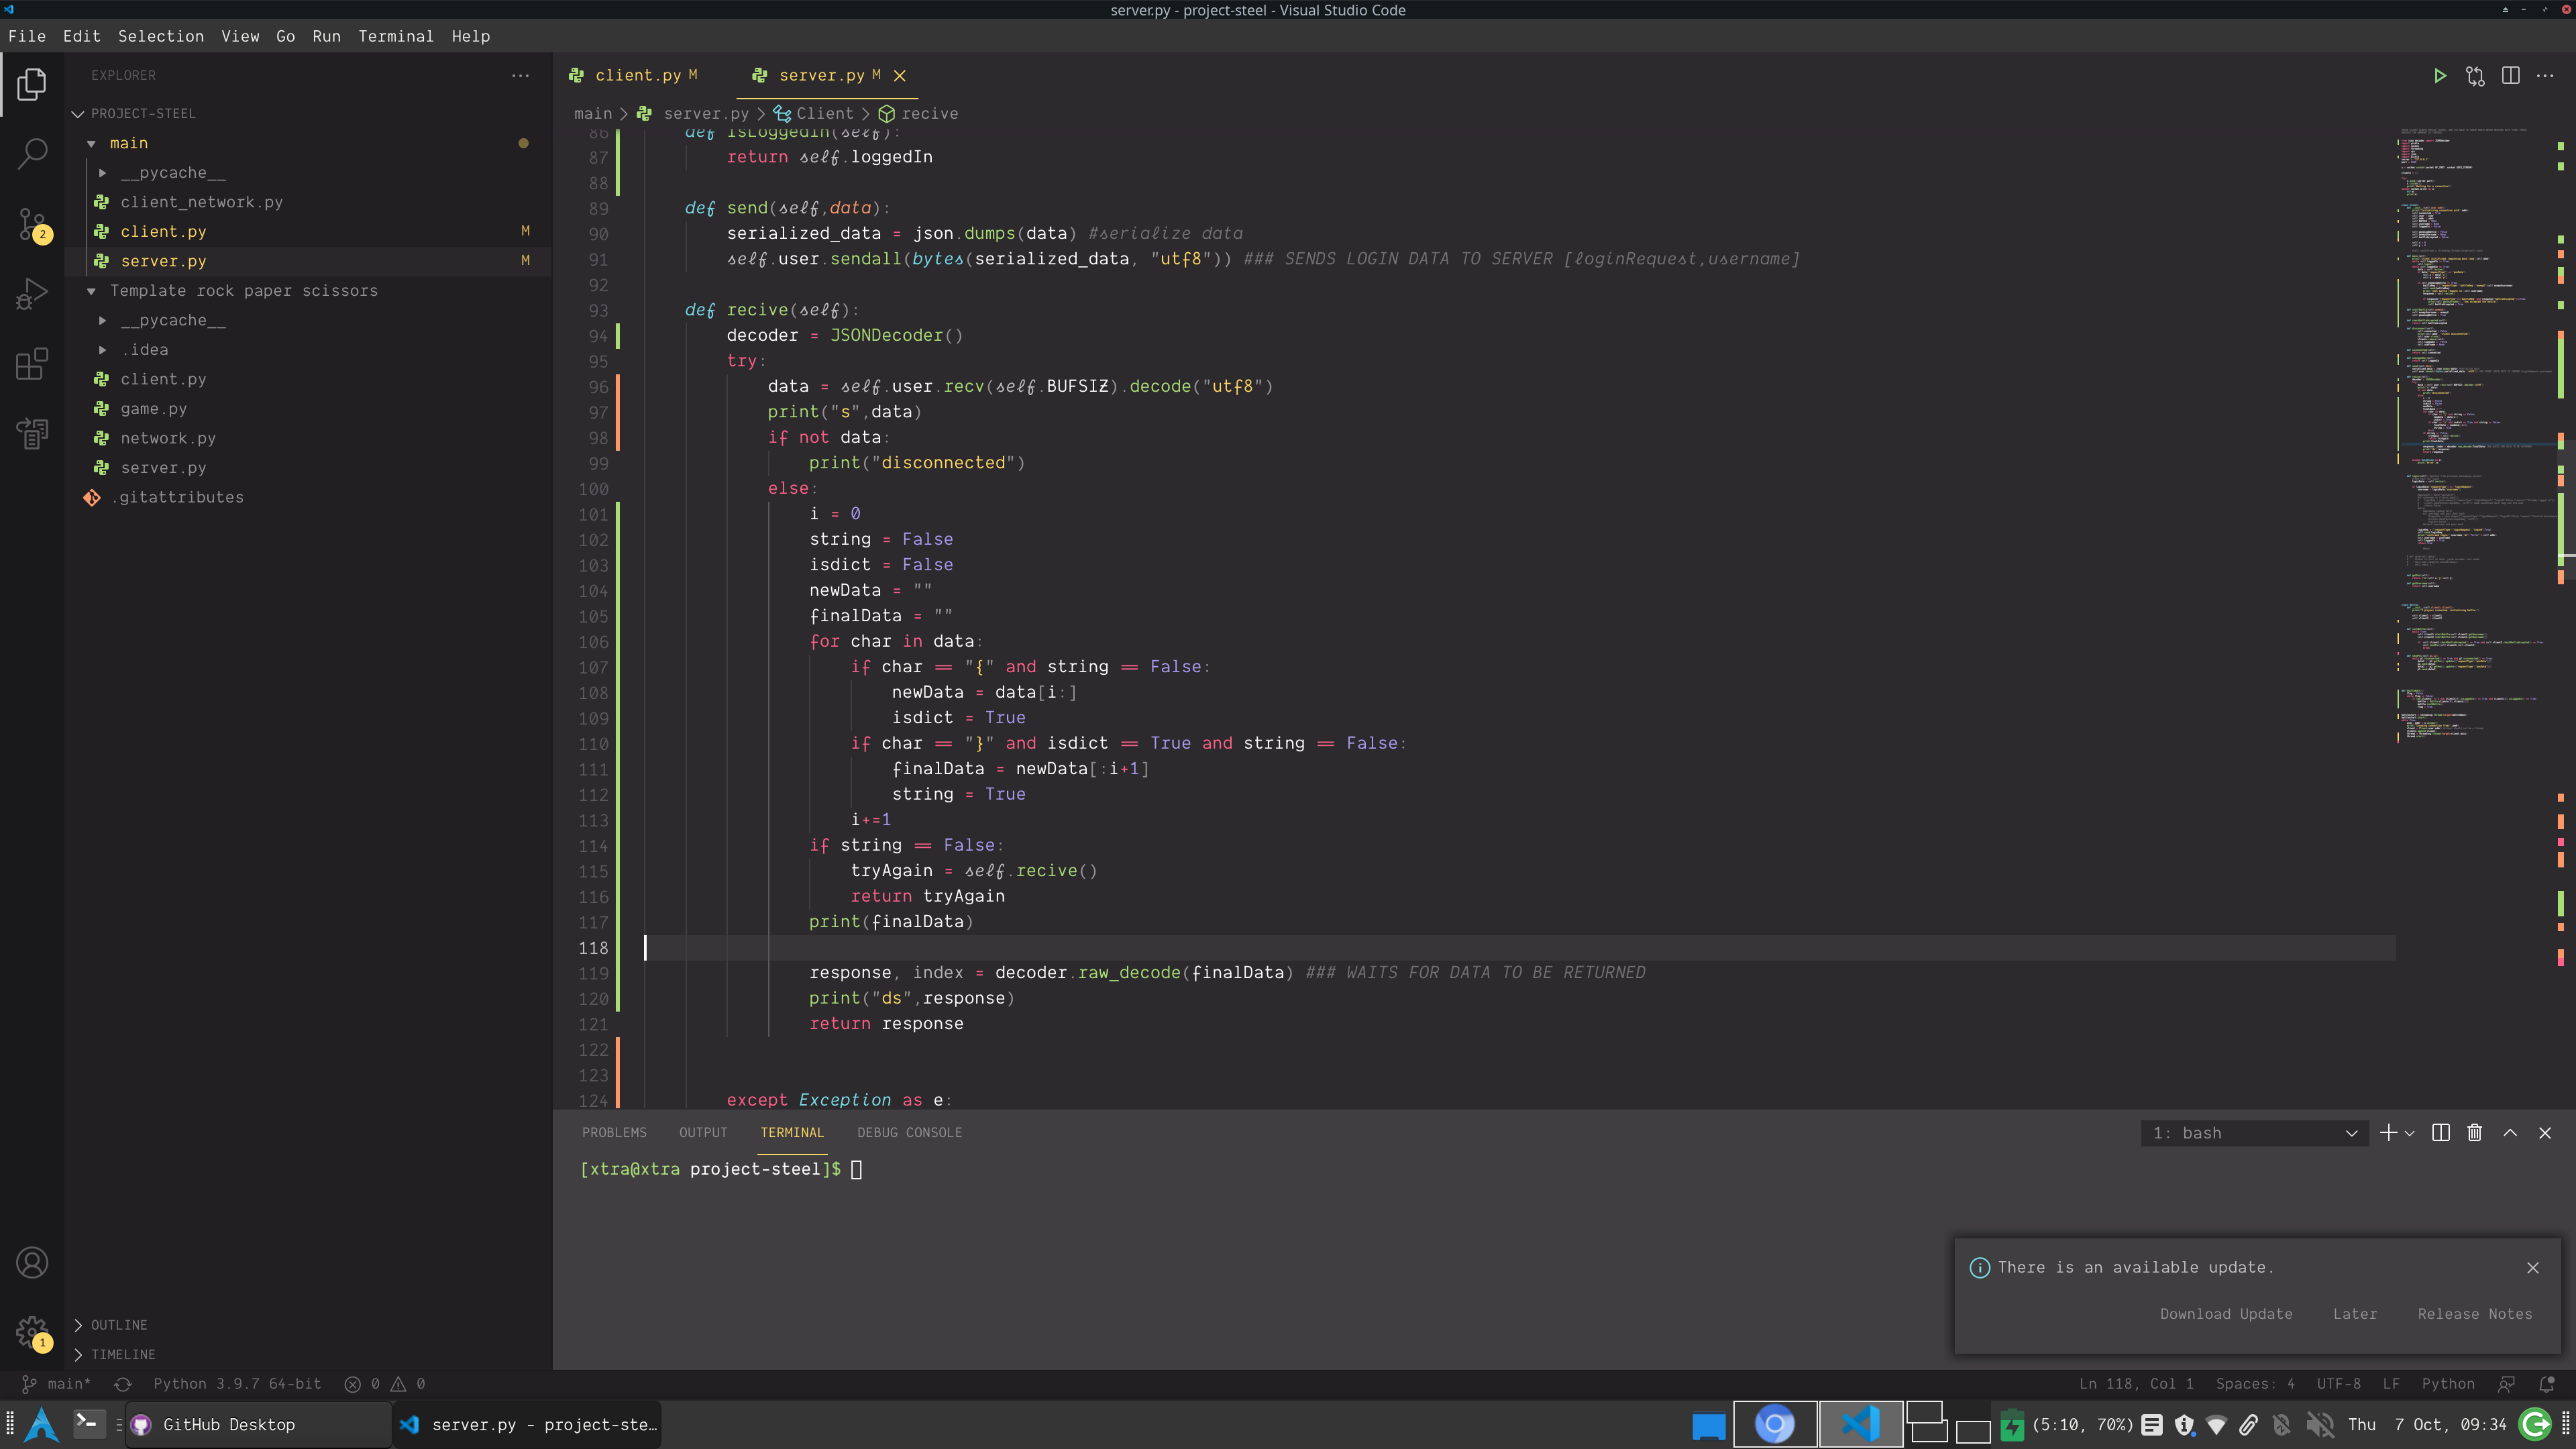 server.py - project-steel - Visual Studio Code
File Edit Selection View Go Run Terminal Help
EXPLORER
PROJECT-STEEL
main
__pycache__
client_network.py
client.py M
server.py M
Template rock paper scissors
__pycache__
.idea
client.py
game.py
network.py
server.py
.gitattributes
OUTLINE
TIMELINE
2
1
client.py M server.py M
main > server.py > Client > recive
86 def isLoggedIn(self):
87 return self.loggedIn
88
89 def send(self,data):
90 serialized_data = json.dumps(data) #serialize data
91 self.user.sendall(bytes(serialized_data, "utf8")) ### SENDS LOGIN DATA TO SERVER [loginRequest,username]
92
93 def recive(self):
94 decoder = JSONDecoder()
95 try:
96 data = self.user.recv(self.BUFSIZ).decode("utf8")
97 print("s",data)
98 if not data:
99 print("disconnected")
100 else:
101 i = 0
102 string = False
103 isdict = False
104 newData = ""
105 finalData = ""
106 for char in data:
107 if char == "{" and string == False:
108 newData = data[i:]
109 isdict = True
110 if char == "}" and isdict == True and string == False:
111 finalData = newData[:i+1]
112 string = True
113 i+=1
114 if string == False:
115 tryAgain = self.recive()
116 return tryAgain
117 print(finalData)
118
119 response, index = decoder.raw_decode(finalData) ### WAITS FOR DATA TO BE RETURNED
120 print("ds",response)
121 return response
122
123
124 except Exception as e:
PROBLEMS OUTPUT TERMINAL DEBUG CONSOLE
1: bash
[xtra@xtra project-steel]$
There is an available update.
Download Update Later Release Notes
main* Python 3.9.7 64-bit 0 0
Ln 118, Col 1 Spaces: 4 UTF-8 LF Python
GitHub Desktop
server.py - project-ste...
(5:10, 70%)
Thu 7 Oct, 09:34